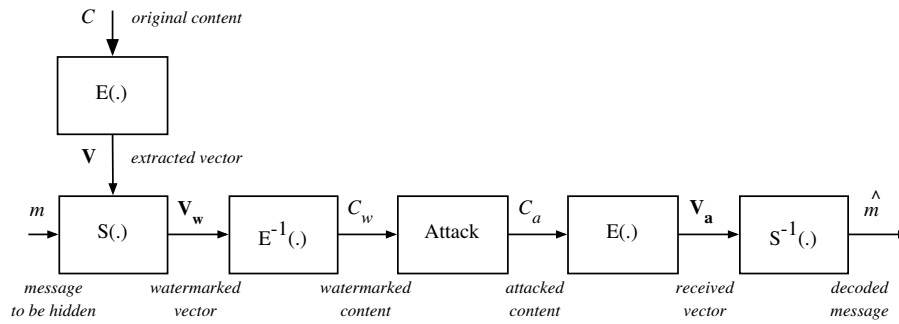 C original content
E(.)
V extracted vector
m
V_w
C_w
C_a
V_a
m̂
S(.)
E^{-1}(.)
Attack
E(.)
S^{-1}(.)
message
to be hidden
watermarked
vector
watermarked
content
attacked
content
received
vector
decoded
message